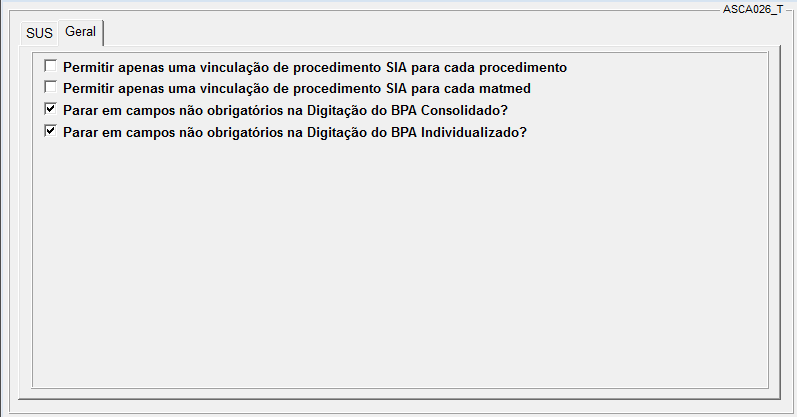 ASCA026_T
SUS
Geral
Permitir apenas uma vinculação de procedimento SIA para cada procedimento
Permitir apenas uma vinculação de procedimento SIA para cada matmed
Parar em campos não obrigatórios na Digitação do BPA Consolidado?
Parar em campos não obrigatórios na Digitação do BPA Individualizado?